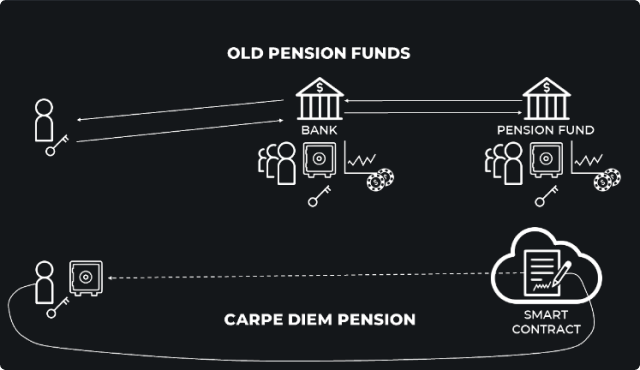 OLD PENSION FUNDS
BANK
PENSION FUND
CARPE DIEM PENSION
SMART
CONTRACT